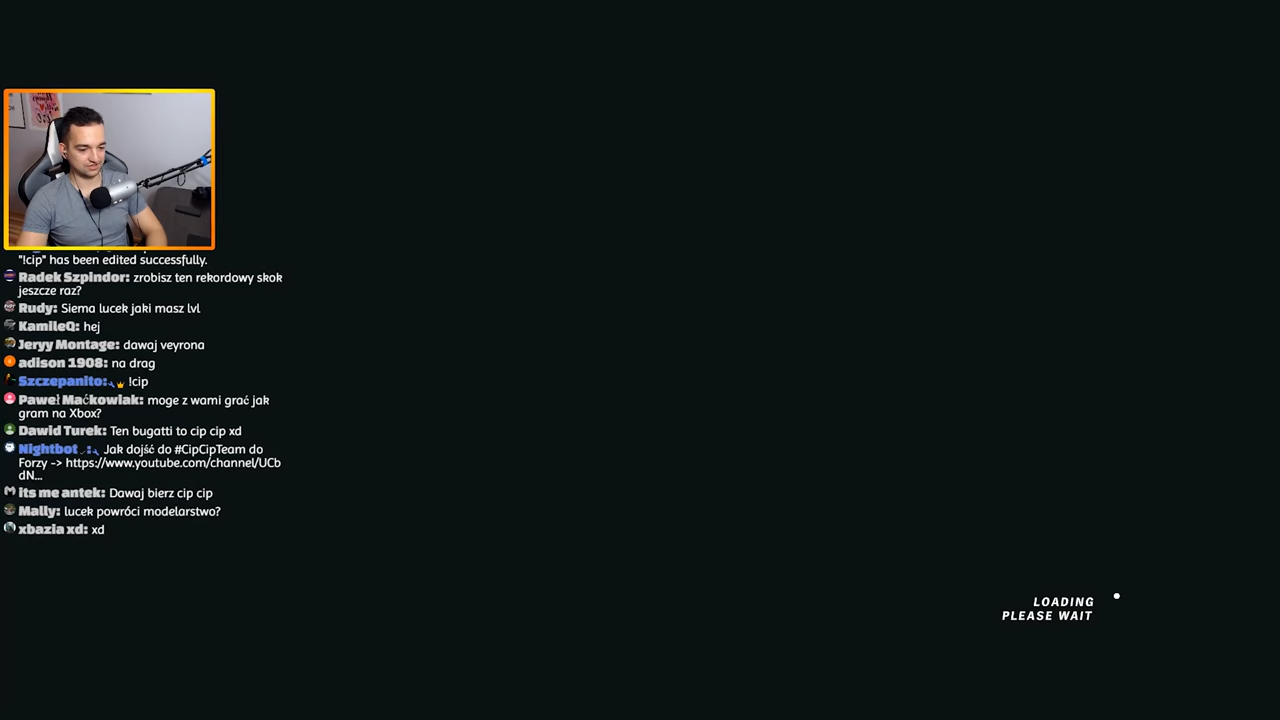 "!cip" has been edited successfully.
Radek Szpindor: zrobisz ten rekordowy skok
jeszcze raz?
Rudy: Siema lucek jaki masz lvl
KamileQ: hej
Jeryy Montage: dawaj veyrona
adison 1908: na drag
Szczepanito: !cip
Paweł Maćkowiak: moge z wami grać jak
gram na Xbox?
Dawid Turek: Ten bugatti to cip cip xd
Nightbot : Jak dojść do #CipCipTeam do
Forzy -> https://www.youtube.com/channel/UCb
dN...
its me antek: Dawaj bierz cip cip
Mally: lucek powróci modelarstwo?
xbazia xd: xd
LOADING
PLEASE WAIT